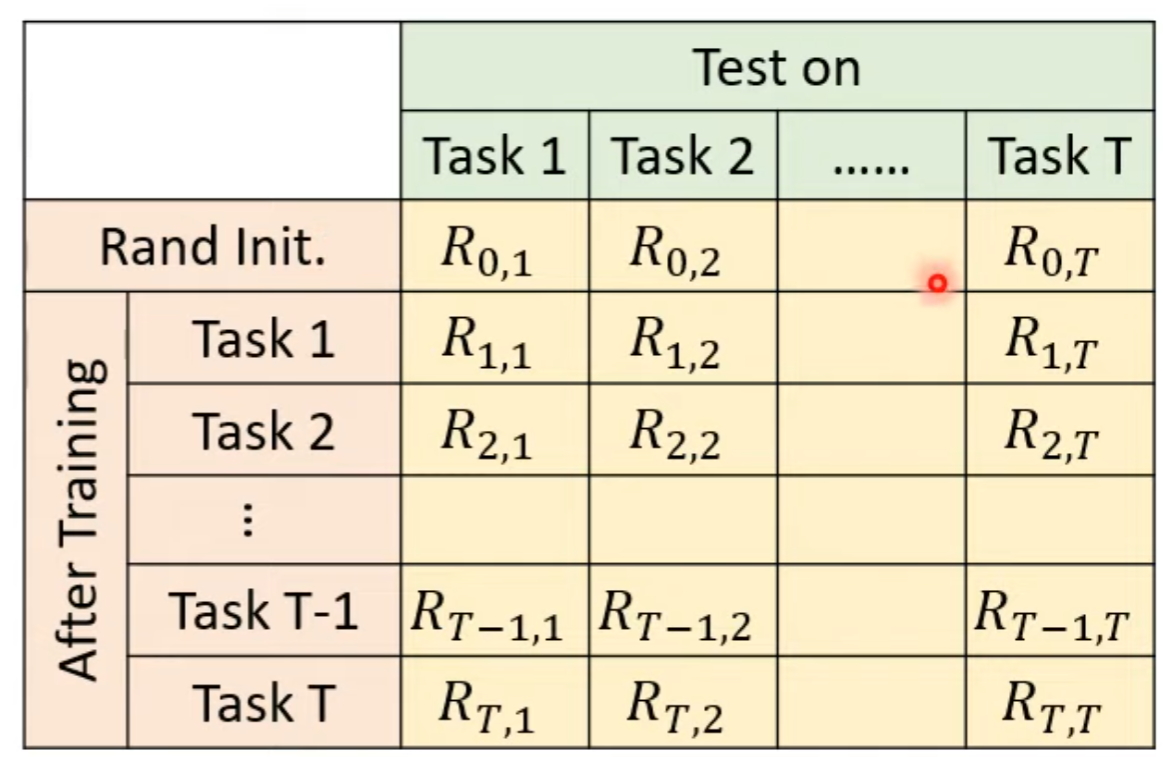 Test on
Task 1 Task 2 ...... Task T
Rand Init. R_{0,1} R_{0,2} R_{0,T}
After Training
Task 1 R_{1,1} R_{1,2} R_{1,T}
Task 2 R_{2,1} R_{2,2} R_{2,T}
⋮
Task T-1 R_{T−1,1} R_{T−1,2} R_{T−1,T}
Task T R_{T,1} R_{T,2} R_{T,T}